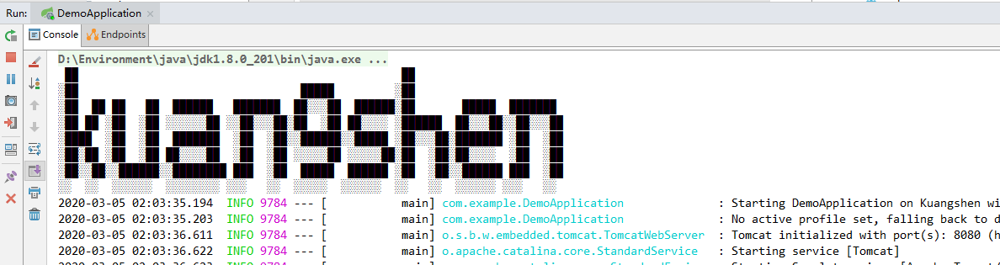 Run: DemoApplication
Console Endpoints
D:\Environment\java\jdk1.8.0_201\bin\java.exe ...
kuangshen
2020-03-05 02:03:35.194 INFO 9784 --- [ main] com.example.DemoApplication : Starting DemoApplication on Kuangshen wi
2020-03-05 02:03:35.203 INFO 9784 --- [ main] com.example.DemoApplication : No active profile set, falling back to d
2020-03-05 02:03:36.611 INFO 9784 --- [ main] o.s.b.w.embedded.tomcat.TomcatWebServer : Tomcat initialized with port(s): 8080 (h
2020-03-05 02:03:36.622 INFO 9784 --- [ main] o.apache.catalina.core.StandardService : Starting service [Tomcat]